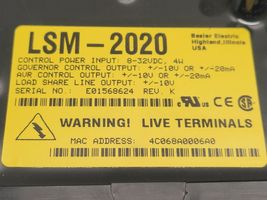 LSM-2020
Basler Electric
Highland, Illinois
USA
CONTROL POWER INPUT: 8-32VDC, 4W
GOVERNOR CONTROL OUTPUT: +/-10V OR +/-20mA
AVR CONTROL OUTPUT: +/-10V OR +/-20mA
LOAD SHARE LINE OUTPUT: +/-10V
SERIAL NO.: E01568624 REV. K
WARNING! LIVE TERMINALS
MAC ADDRESS: 4C068A0006A0